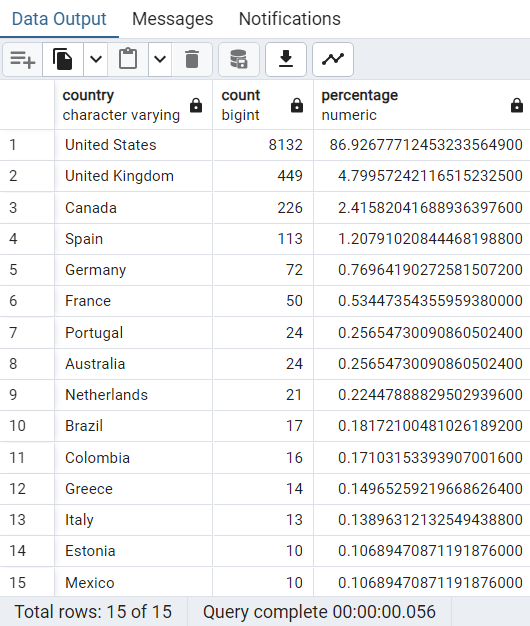 Data Output Messages Notifications
country count percentage
character varying bigint numeric
1 United States 8132 86.92677712453233564900
2 United Kingdom 449 4.79957242116515232500
3 Canada 226 2.41582041688936397600
4 Spain 113 1.20791020844468198800
5 Germany 72 0.76964190272581507200
6 France 50 0.53447354355959380000
7 Portugal 24 0.25654730090860502400
8 Australia 24 0.25654730090860502400
9 Netherlands 21 0.22447888829502939600
10 Brazil 17 0.18172100481026189200
11 Colombia 16 0.17103153393907001600
12 Greece 14 0.14965259219668626400
13 Italy 13 0.13896312132549438800
14 Estonia 10 0.10689470871191876000
15 Mexico 10 0.10689470871191876000
Total rows: 15 of 15 Query complete 00:00:00.056